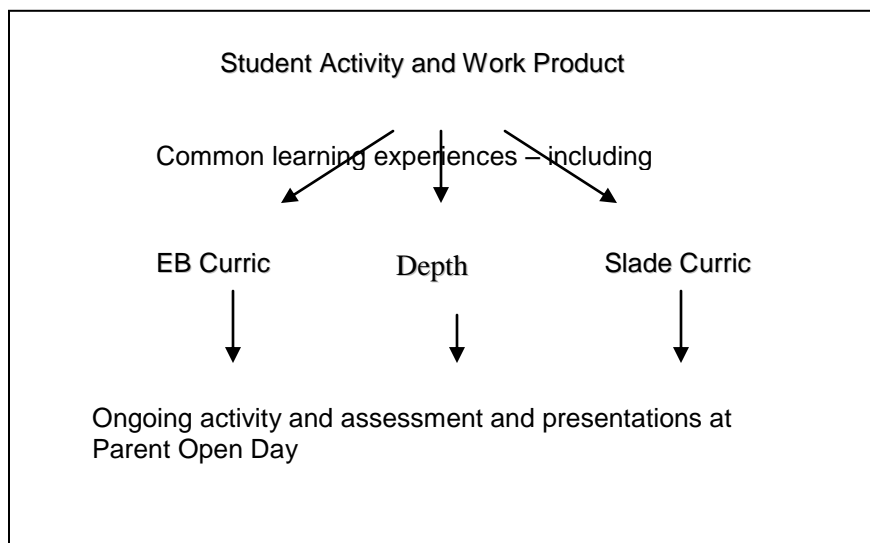 Student Activity and Work Product
Common learning experiences – including
EB Curric
Depth
Slade Curric
Ongoing activity and assessment and presentations at
Parent Open Day